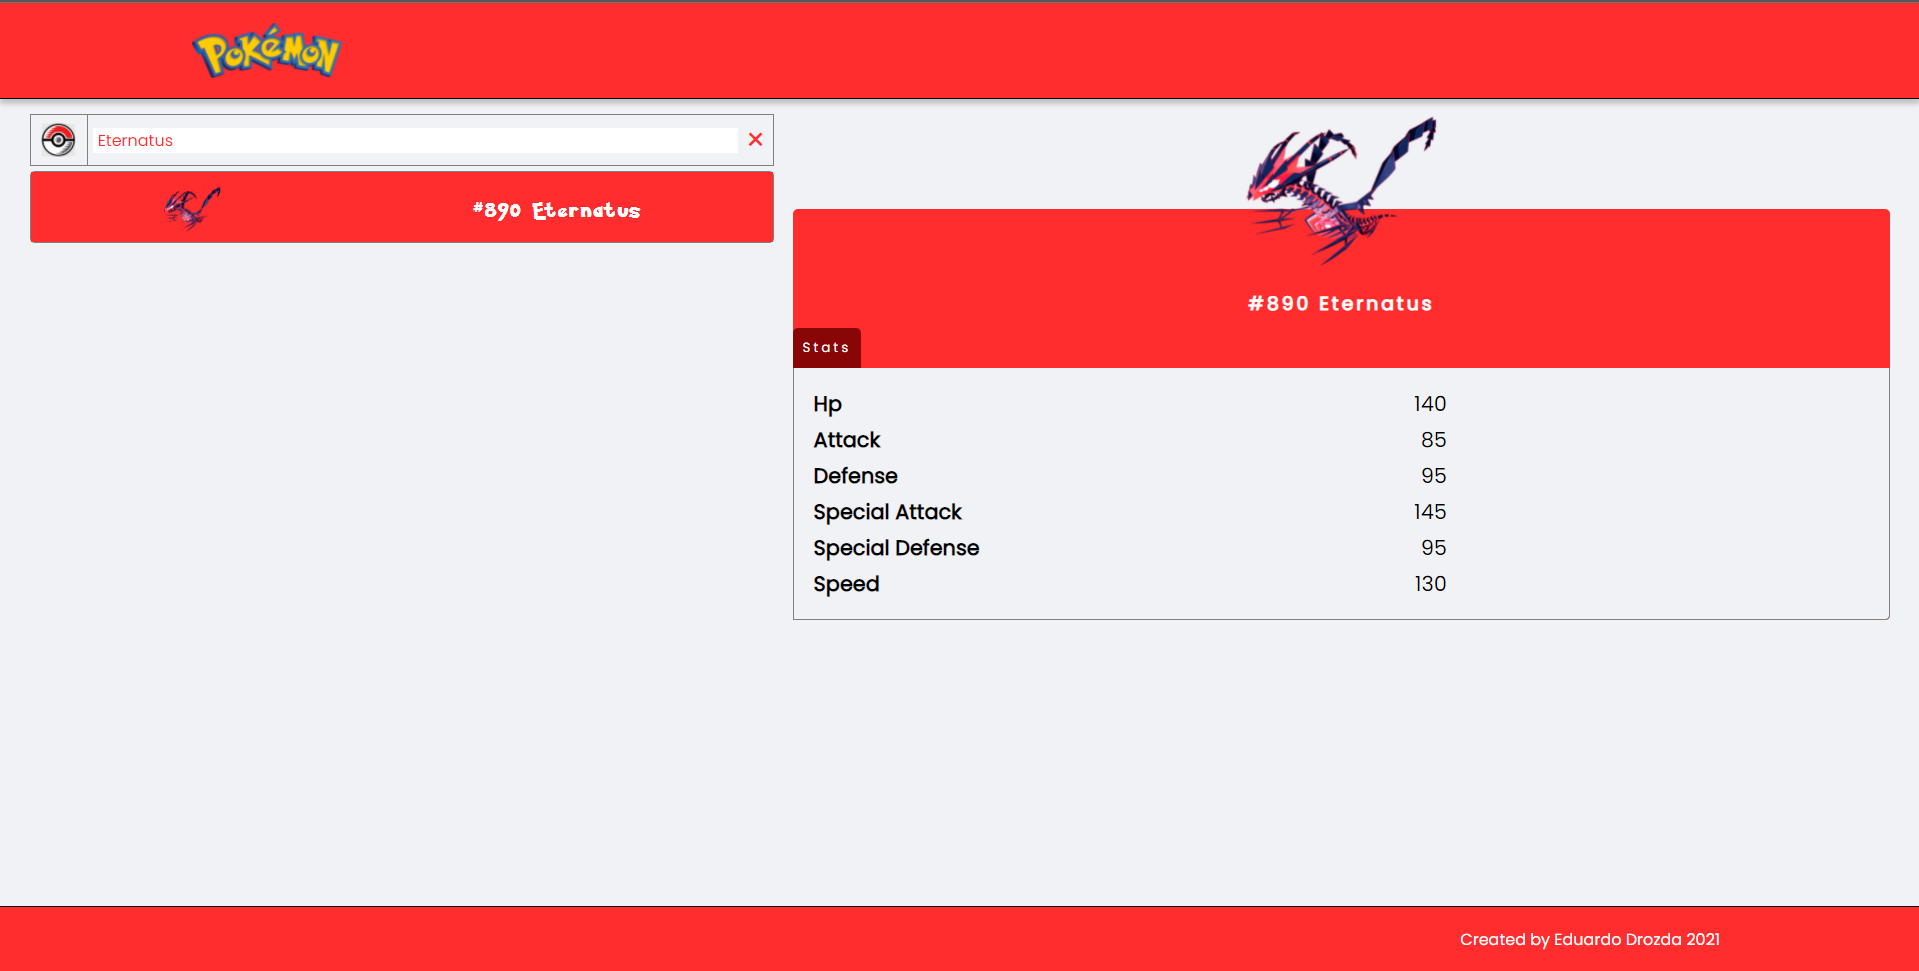 Pokémon
Eternatus
#890 Eternatus
#890 Eternatus
Stats
Hp 140
Attack 85
Defense 95
Special Attack 145
Special Defense 95
Speed 130
Created by Eduardo Drozda 2021